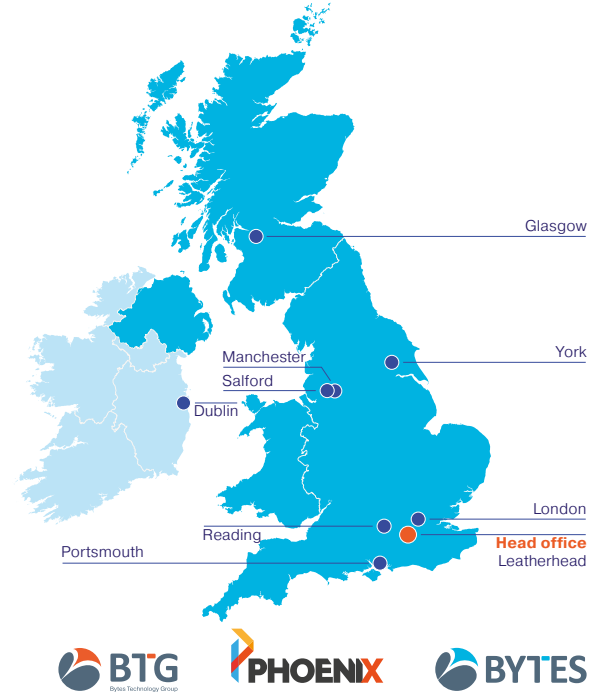 Glasgow
York
Manchester
Salford
Dublin
London
Reading
Head office
Leatherhead
Portsmouth
BTG
Bytes Technology Group
PHOENIX
BYTES